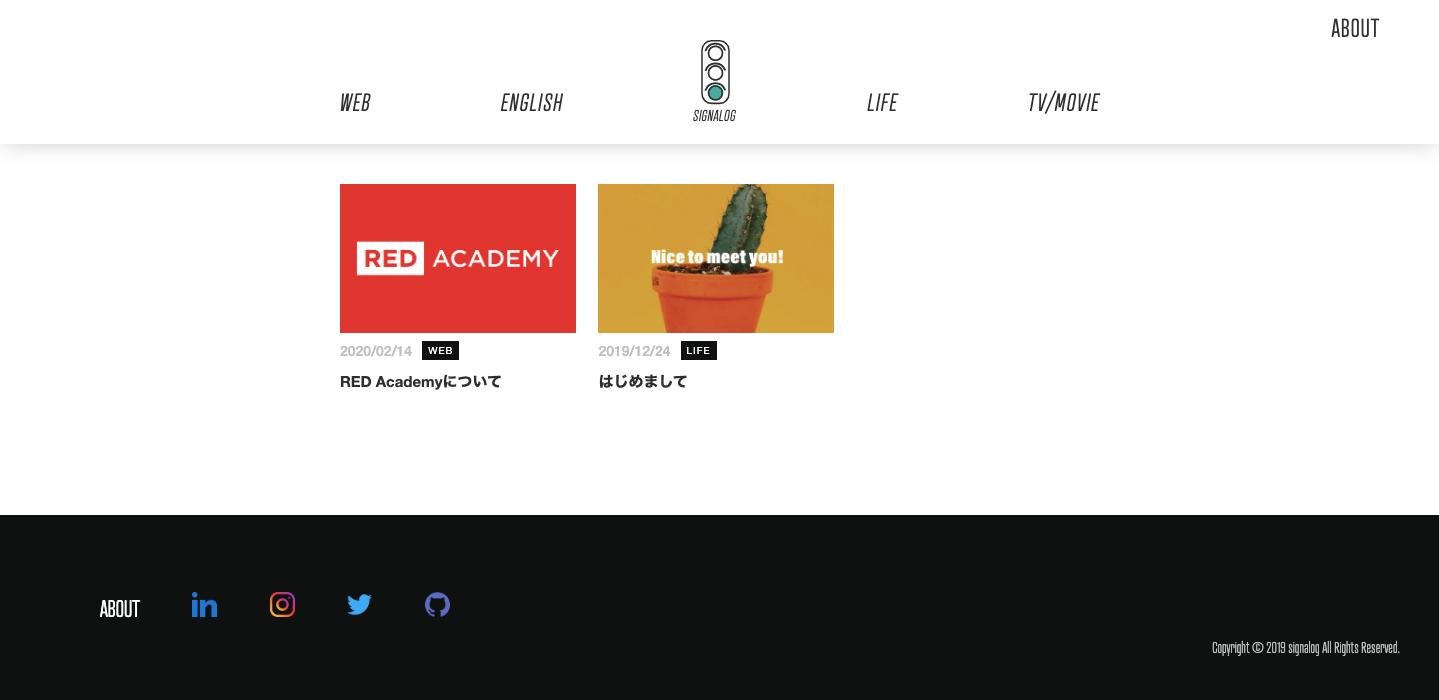 ABOUT
WEB
ENGLISH
SIGNALOG
LIFE
TV/MOVIE
RED ACADEMY
2020/02/14 WEB
RED Academyについて
Nice to meet you!
2019/12/24 LIFE
はじめまして
ABOUT
in
Copyright © 2019 signalog All Rights Reserved.